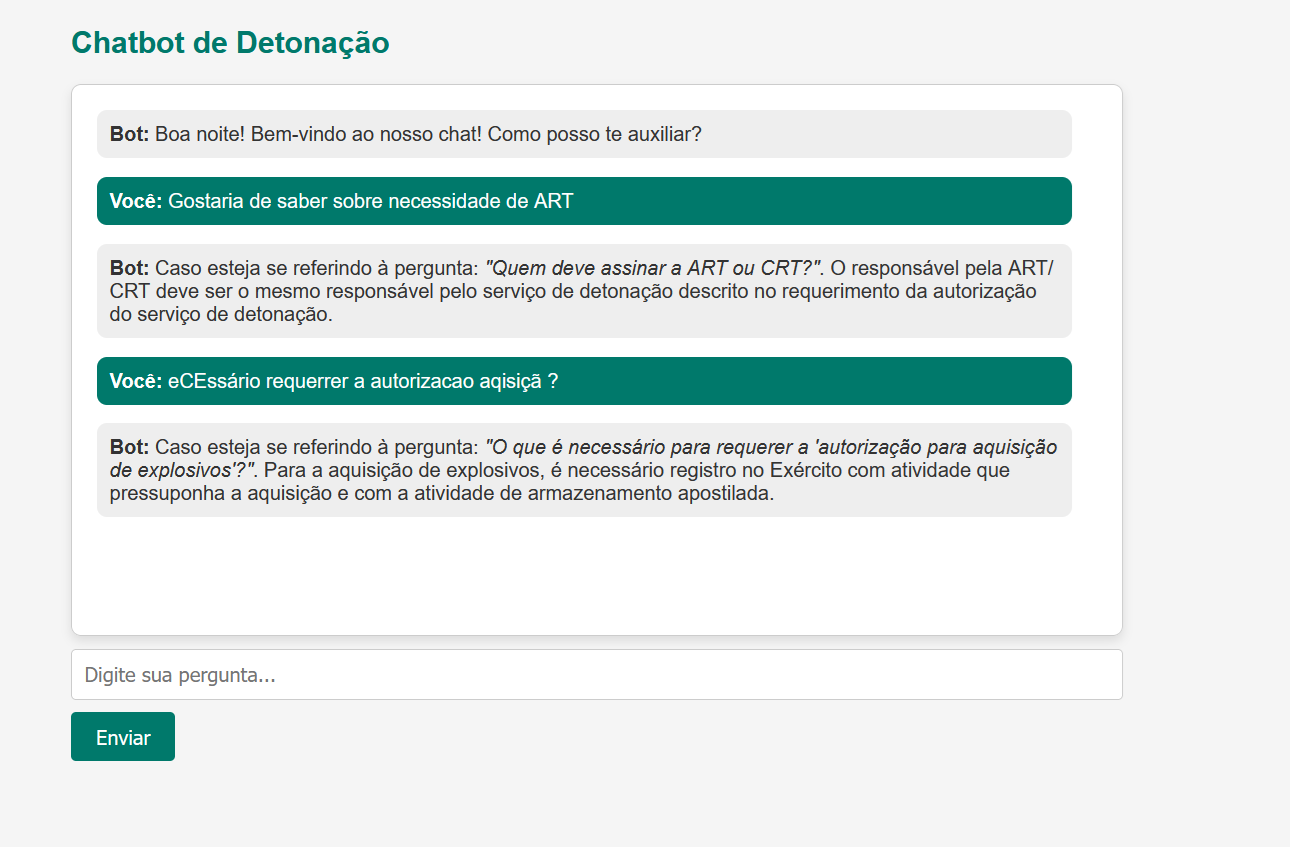 Chatbot de Detonação
Bot: Boa noite! Bem-vindo ao nosso chat! Como posso te auxiliar?
Você: Gostaria de saber sobre necessidade de ART
Bot: Caso esteja se referindo à pergunta: "Quem deve assinar a ART ou CRT?". O responsável pela ART/
CRT deve ser o mesmo responsável pelo serviço de detonação descrito no requerimento da autorização
do serviço de detonação.
Você: eCEssário requerrer a autorizacao aqisiçã ?
Bot: Caso esteja se referindo à pergunta: "O que é necessário para requerer a 'autorização para aquisição
de explosivos'?". Para a aquisição de explosivos, é necessário registro no Exército com atividade que
pressuponha a aquisição e com a atividade de armazenamento apostilada.
Digite sua pergunta...
Enviar